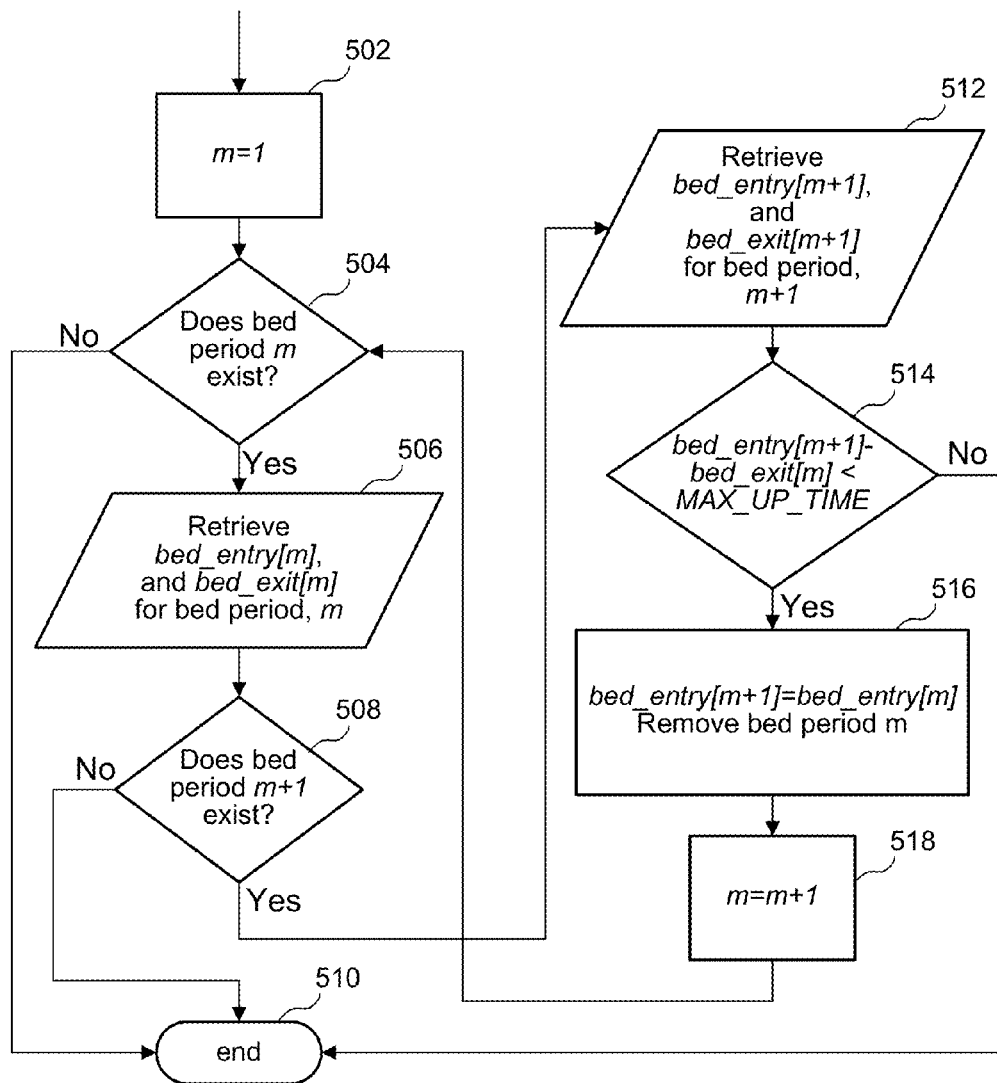 502
m=1
504
Does bed
period m
exist?
No
Yes
506
Retrieve
bed_entry[m],
and bed_exit[m]
for bed period, m
508
Does bed
period m+1
exist?
No
Yes
510
end
512
Retrieve
bed_entry[m+1],
and
bed_exit[m+1]
for bed period,
m+1
514
bed_entry[m+1]-
bed_exit[m] <
MAX_UP_TIME
No
Yes
516
bed_entry[m+1]=bed_entry[m]
Remove bed period m
518
m=m+1